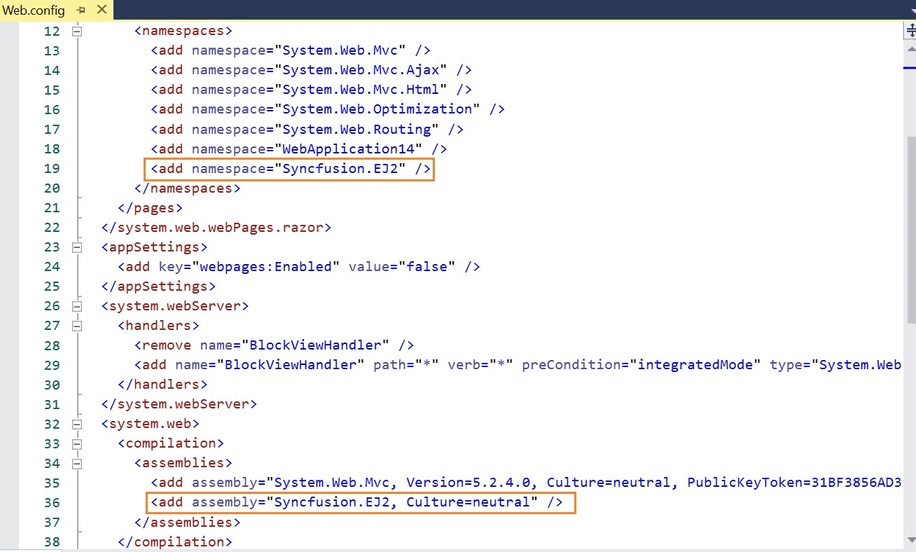 Web.config
12 <namespaces>
13 <add namespace="System.Web.Mvc" />
14 <add namespace="System.Web.Mvc.Ajax" />
15 <add namespace="System.Web.Mvc.Html" />
16 <add namespace="System.Web.Optimization" />
17 <add namespace="System.Web.Routing" />
18 <add namespace="WebApplication14" />
19 <add namespace="Syncfusion.EJ2" />
20 </namespaces>
21 </pages>
22 </system.web.webPages.razor>
23 <appSettings>
24 <add key="webpages:Enabled" value="false" />
25 </appSettings>
26 <system.webServer>
27 <handlers>
28 <remove name="BlockViewHandler" />
29 <add name="BlockViewHandler" path="*" verb="*" preCondition="integratedMode" type="System.Web
30 </handlers>
31 </system.webServer>
32 <system.web>
33 <compilation>
34 <assemblies>
35 <add assembly="System.Web.Mvc, Version=5.2.4.0, Culture=neutral, PublicKeyToken=31BF3856AD3
36 <add assembly="Syncfusion.EJ2, Culture=neutral" />
37 </assemblies>
38 </compilation>